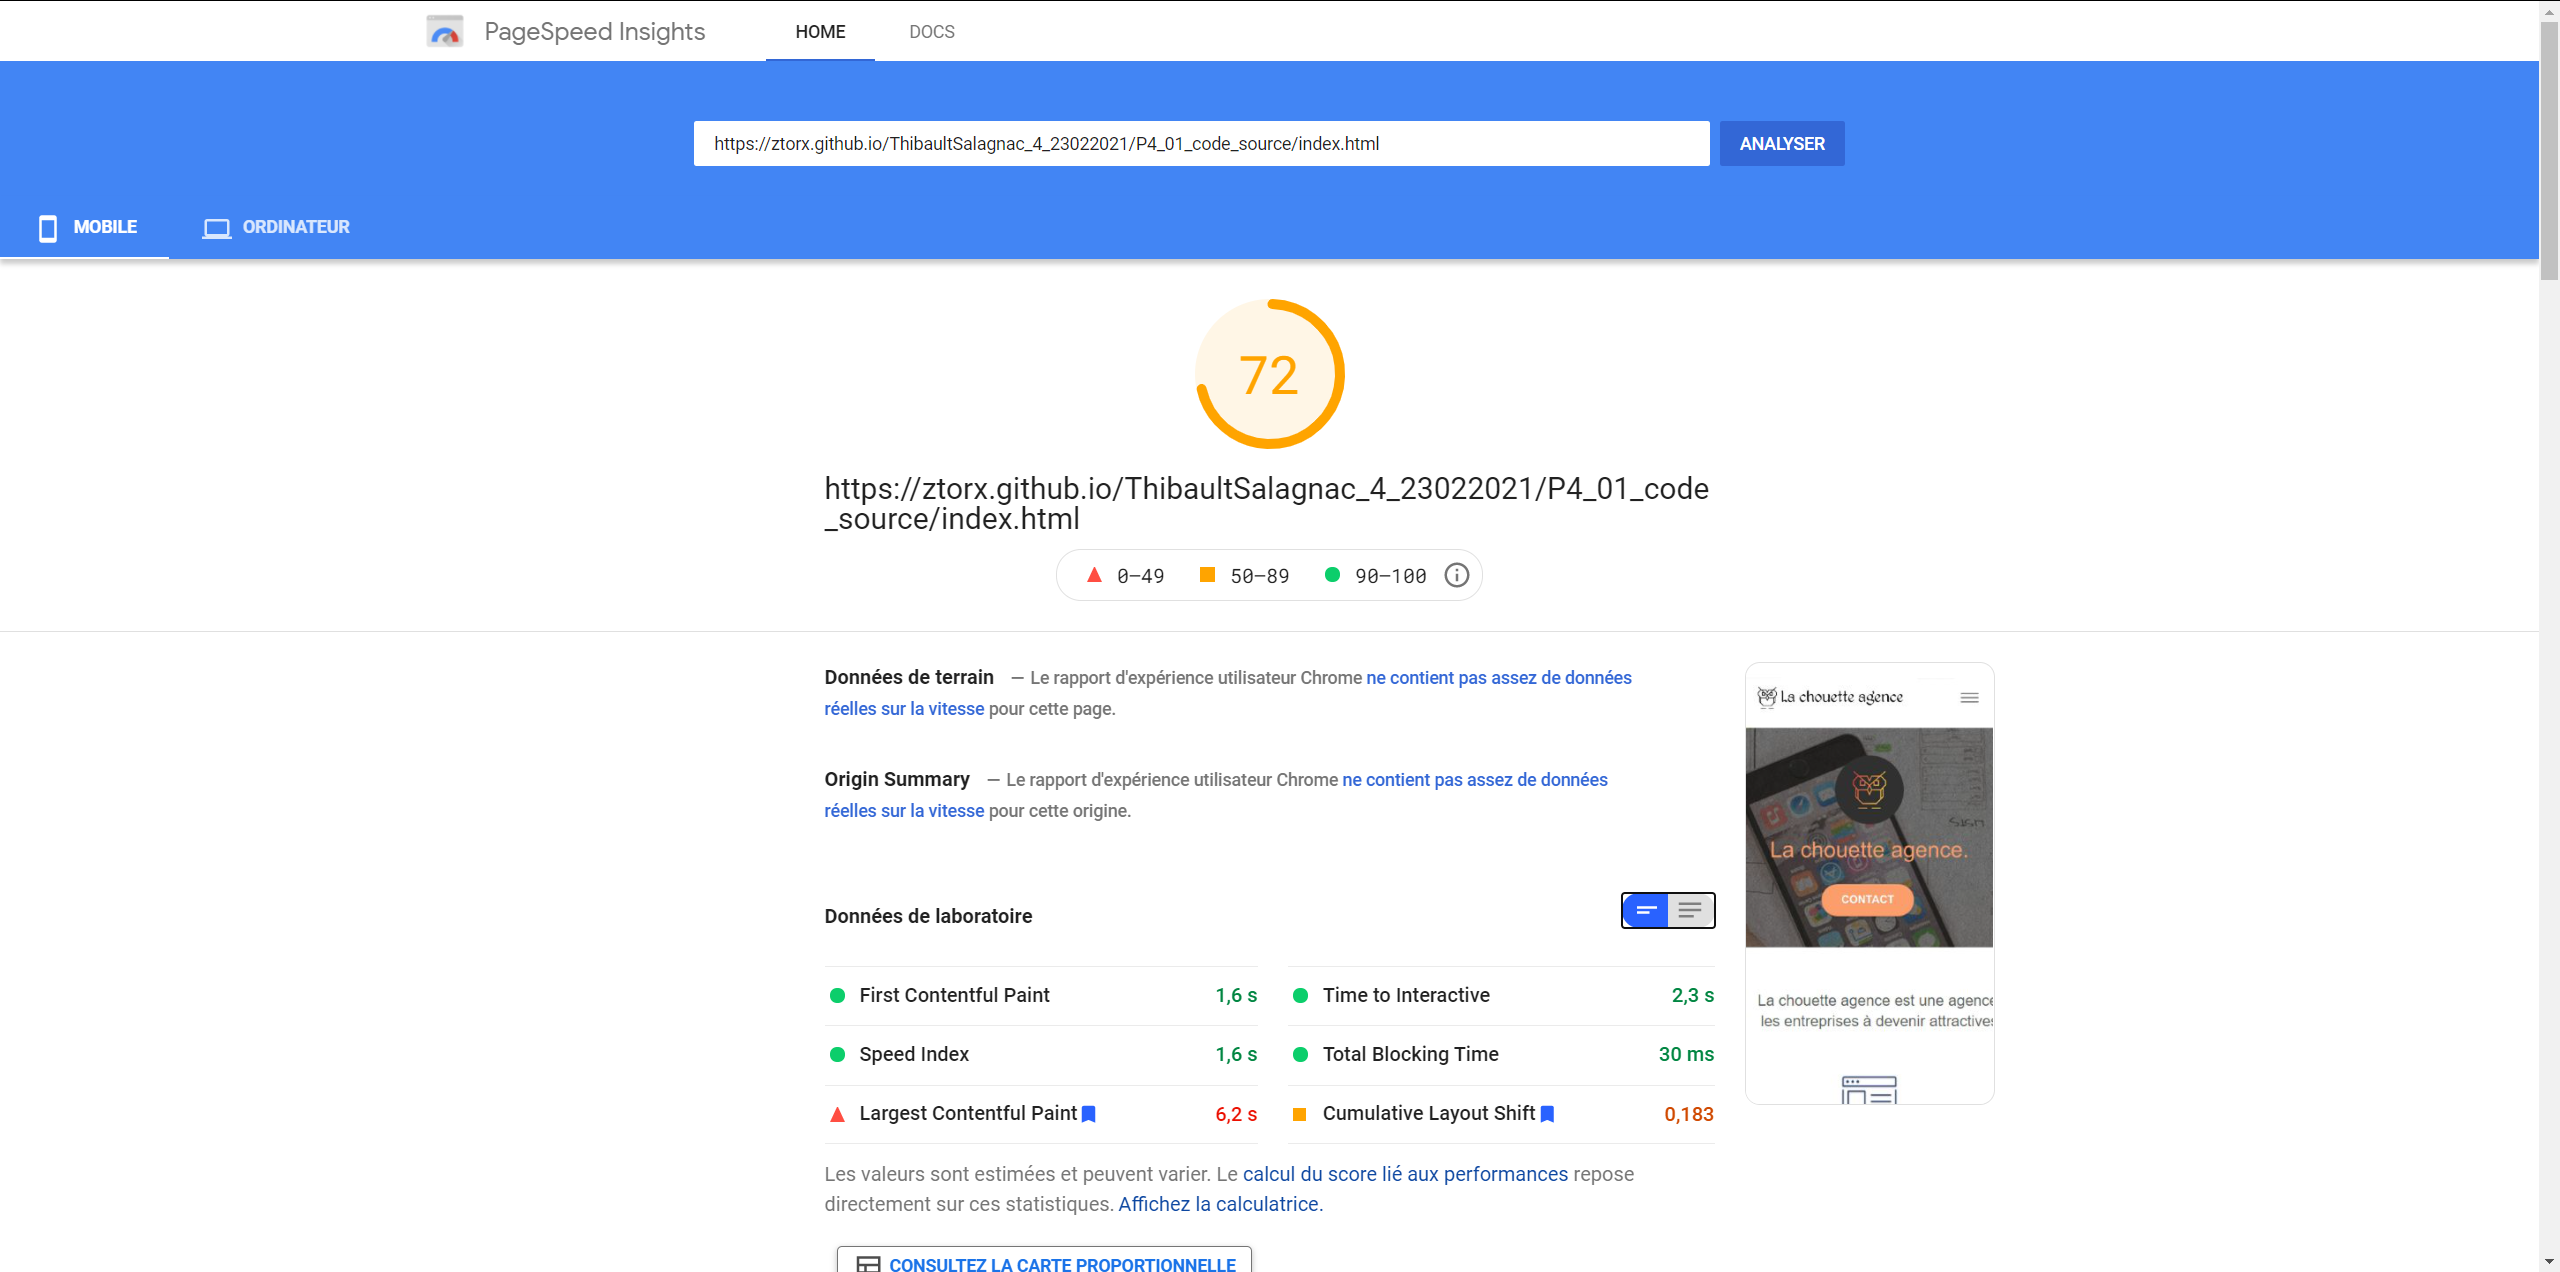 PageSpeed Insights
HOME
DOCS
https://ztorx.github.io/ThibaultSalagnac_4_23022021/P4_01_code_source/index.html
ANALYSER
MOBILE
ORDINATEUR
72
https://ztorx.github.io/ThibaultSalagnac_4_23022021/P4_01_code
_source/index.html
0–49
50–89
90–100
Données de terrain — Le rapport d'expérience utilisateur Chrome ne contient pas assez de données
réelles sur la vitesse pour cette page.
Origin Summary — Le rapport d'expérience utilisateur Chrome ne contient pas assez de données
réelles sur la vitesse pour cette origine.
Données de laboratoire
First Contentful Paint 1,6 s
Time to Interactive 2,3 s
Speed Index 1,6 s
Total Blocking Time 30 ms
Largest Contentful Paint 6,2 s
Cumulative Layout Shift 0,183
Les valeurs sont estimées et peuvent varier. Le calcul du score lié aux performances repose
directement sur ces statistiques. Affichez la calculatrice.
CONSULTEZ LA CARTE PROPORTIONNELLE
La chouette agence
La chouette agence.
CONTACT
La chouette agence est une agence
les entreprises à devenir attractives